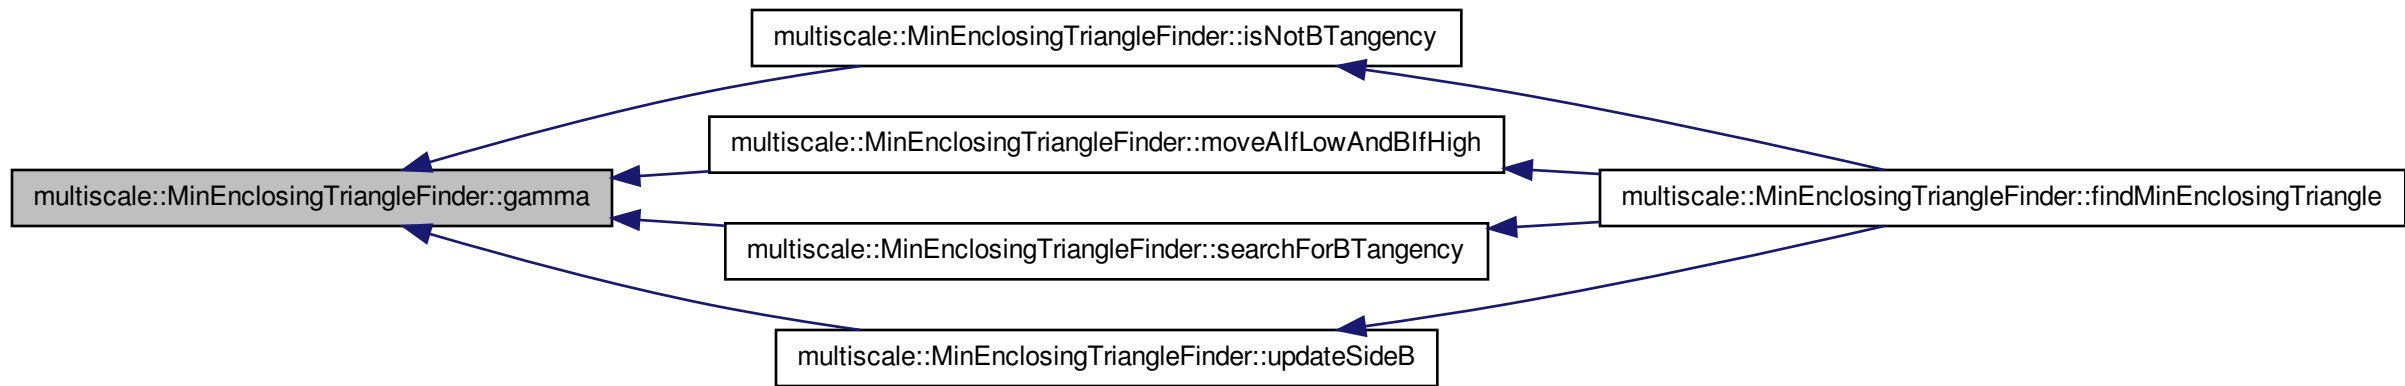 multiscale::MinEnclosingTriangleFinder::isNotBTangency
multiscale::MinEnclosingTriangleFinder::moveAIfLowAndBIfHigh
multiscale::MinEnclosingTriangleFinder::gamma
multiscale::MinEnclosingTriangleFinder::findMinEnclosingTriangle
multiscale::MinEnclosingTriangleFinder::searchForBTangency
multiscale::MinEnclosingTriangleFinder::updateSideB